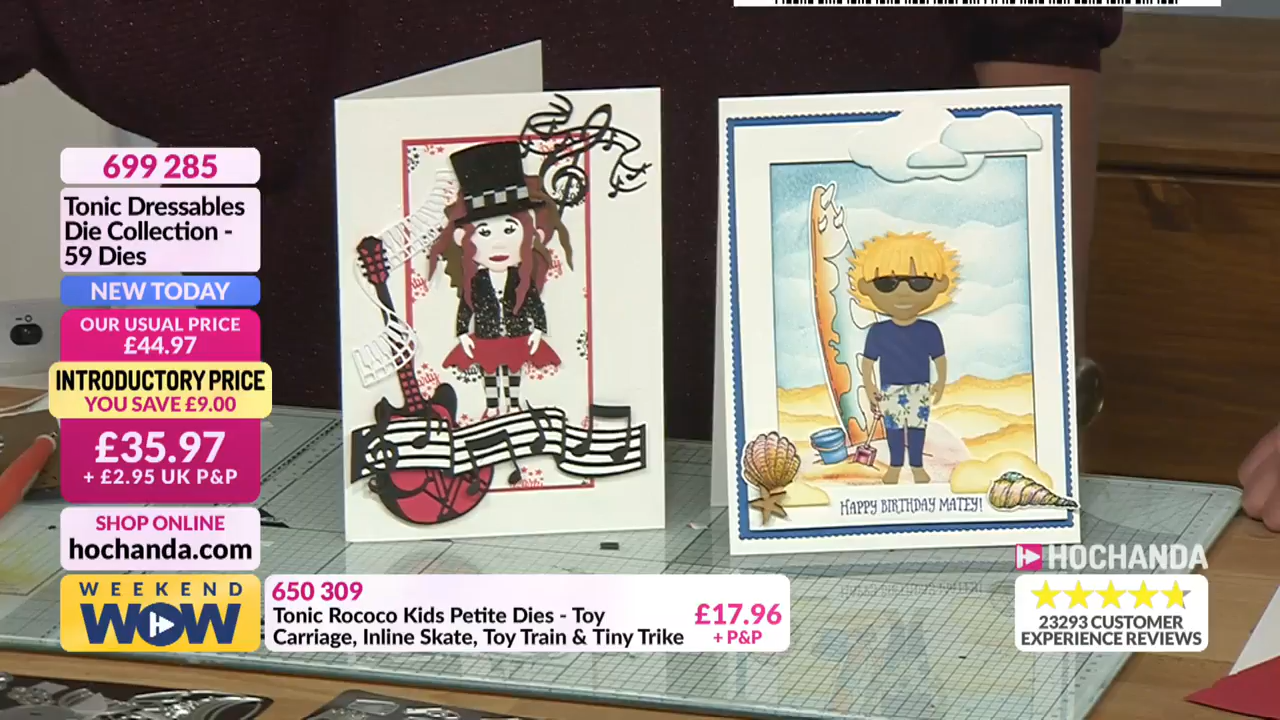 699 285
Tonic Dressables
Die Collection -
59 Dies
NEW TODAY
OUR USUAL PRICE
£44.97
INTRODUCTORY PRICE
YOU SAVE £9.00
£35.97
+ £2.95 UK P&P
SHOP ONLINE
hochanda.com
WEEKEND
WOW
650 309
Tonic Rococo Kids Petite Dies - Toy
Carriage, Inline Skate, Toy Train & Tiny Trike
£17.96
+ P&P
HAPPY BIRTHDAY MATEY!
HOCHANDA
23293 CUSTOMER
EXPERIENCE REVIEWS